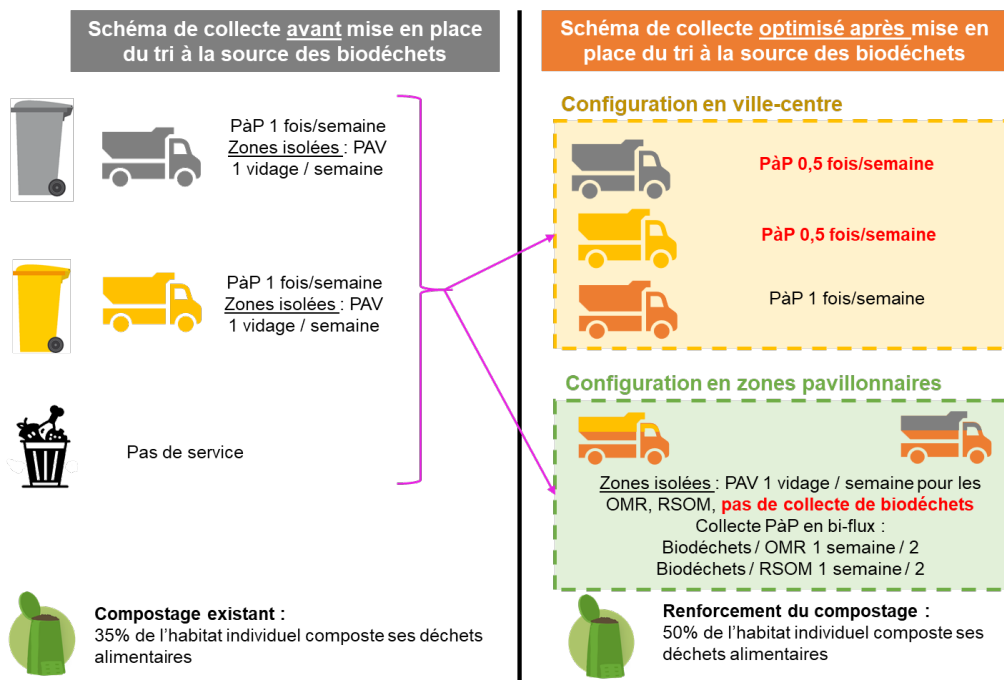 Schéma de collecte avant mise en place
du tri à la source des biodéchets
PàP 1 fois/semaine
Zones isolées : PAV
1 vidage / semaine
PàP 1 fois/semaine
Zones isolées : PAV
1 vidage / semaine
Pas de service
Compostage existant :
35% de l’habitat individuel composte ses déchets
alimentaires
Schéma de collecte optimisé après mise en
place du tri à la source des biodéchets
Configuration en ville-centre
PàP 0,5 fois/semaine
PàP 0,5 fois/semaine
PàP 1 fois/semaine
Configuration en zones pavillonnaires
Zones isolées : PAV 1 vidage / semaine pour les
OMR, RSOM, pas de collecte de biodéchets
Collecte PàP en bi-flux :
Biodéchets / OMR 1 semaine / 2
Biodéchets / RSOM 1 semaine / 2
Renforcement du compostage :
50% de l’habitat individuel composte ses
déchets alimentaires